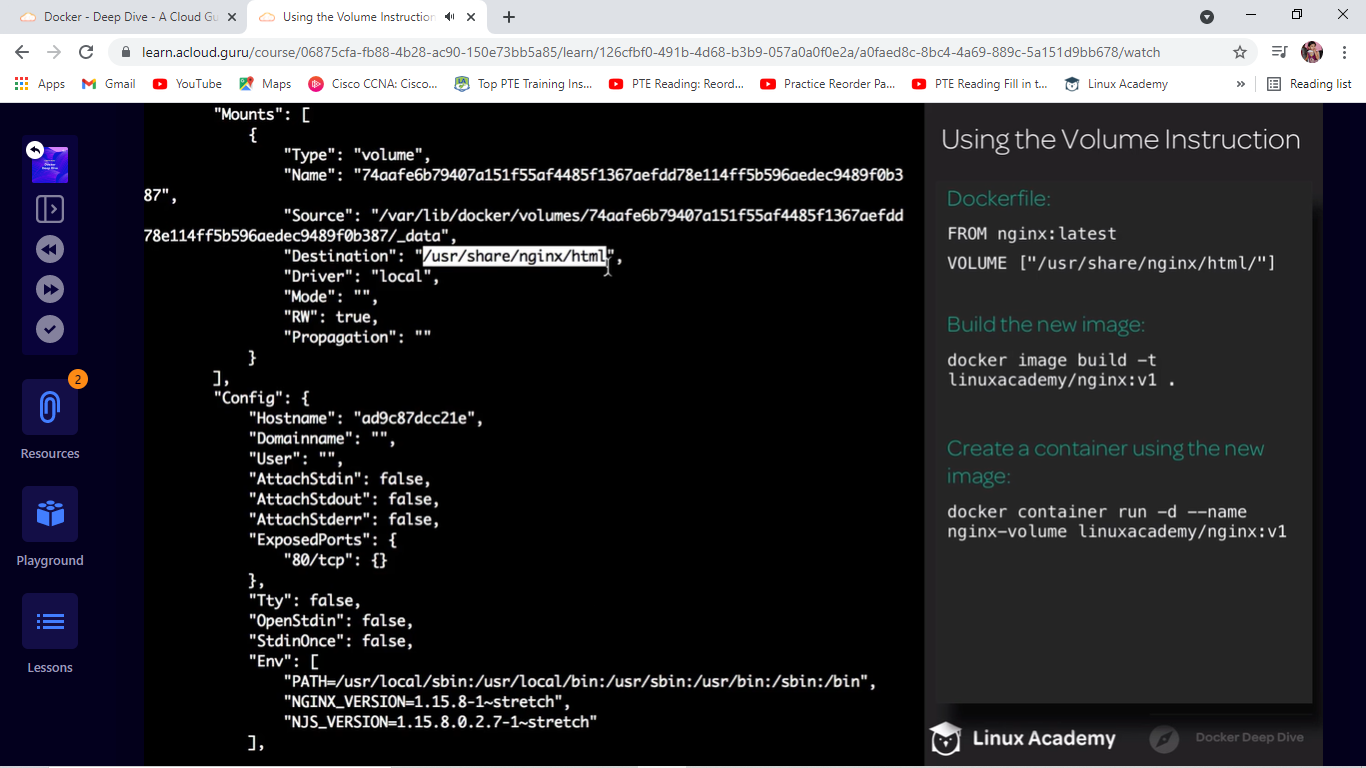 Docker - Deep Dive - A Cloud Gu
Using the Volume Instruction
learn.acloud.guru/course/06875cfa-fb88-4b28-ac90-150e73bb5a85/learn/126cfbf0-491b-4d68-b3b9-057a0a0f0e2a/a0faed8c-8bc4-4a69-889c-5a151d9bb678/watch
Apps Gmail YouTube Maps Cisco CCNA: Cisco... Top PTE Training Ins... PTE Reading: Reord... Practice Reorder Pa... PTE Reading Fill in t... Linux Academy » Reading list
2
Resources
Playground
Lessons
"Mounts": [
{
"Type": "volume",
"Name": "74aafe6b79407a151f55af4485f1367aefdd78e114ff5b596aedec9489f0b3
87",
"Source": "/var/lib/docker/volumes/74aafe6b79407a151f55af4485f1367aefdd
78e114ff5b596aedec9489f0b387/_data",
"Destination": "/usr/share/nginx/html",
"Driver": "local",
"Mode": "",
"RW": true,
"Propagation": ""
}
],
"Config": {
"Hostname": "ad9c87dcc21e",
"Domainname": "",
"User": "",
"AttachStdin": false,
"AttachStdout": false,
"AttachStderr": false,
"ExposedPorts": {
"80/tcp": {}
},
"Tty": false,
"OpenStdin": false,
"StdinOnce": false,
"Env": [
"PATH=/usr/local/sbin:/usr/local/bin:/usr/sbin:/usr/bin:/sbin:/bin",
"NGINX_VERSION=1.15.8-1~stretch",
"NJS_VERSION=1.15.8.0.2.7-1~stretch"
],
Using the Volume Instruction
Dockerfile:
FROM nginx:latest
VOLUME ["/usr/share/nginx/html/"]
Build the new image:
docker image build -t
linuxacademy/nginx:v1 .
Create a container using the new
image:
docker container run -d --name
nginx-volume linuxacademy/nginx:v1
Linux Academy
Docker Deep Dive